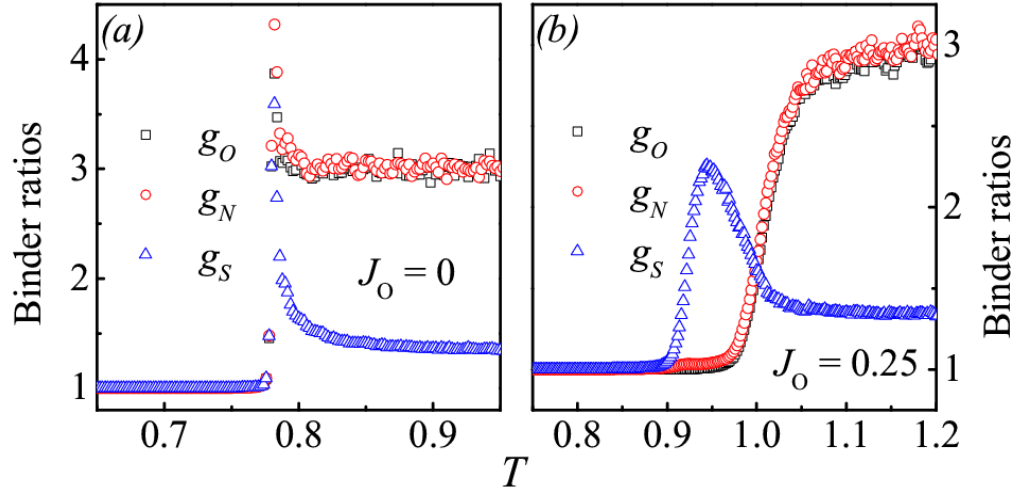 (a)
Binder ratios
4
3
2
1
g_O
g_N
g_S
J_O = 0
0.7
0.8
0.9
(b)
g_O
g_N
g_S
J_O = 0.25
0.8
0.9
1.0
1.1
1.2
3
2
1
Binder ratios
T